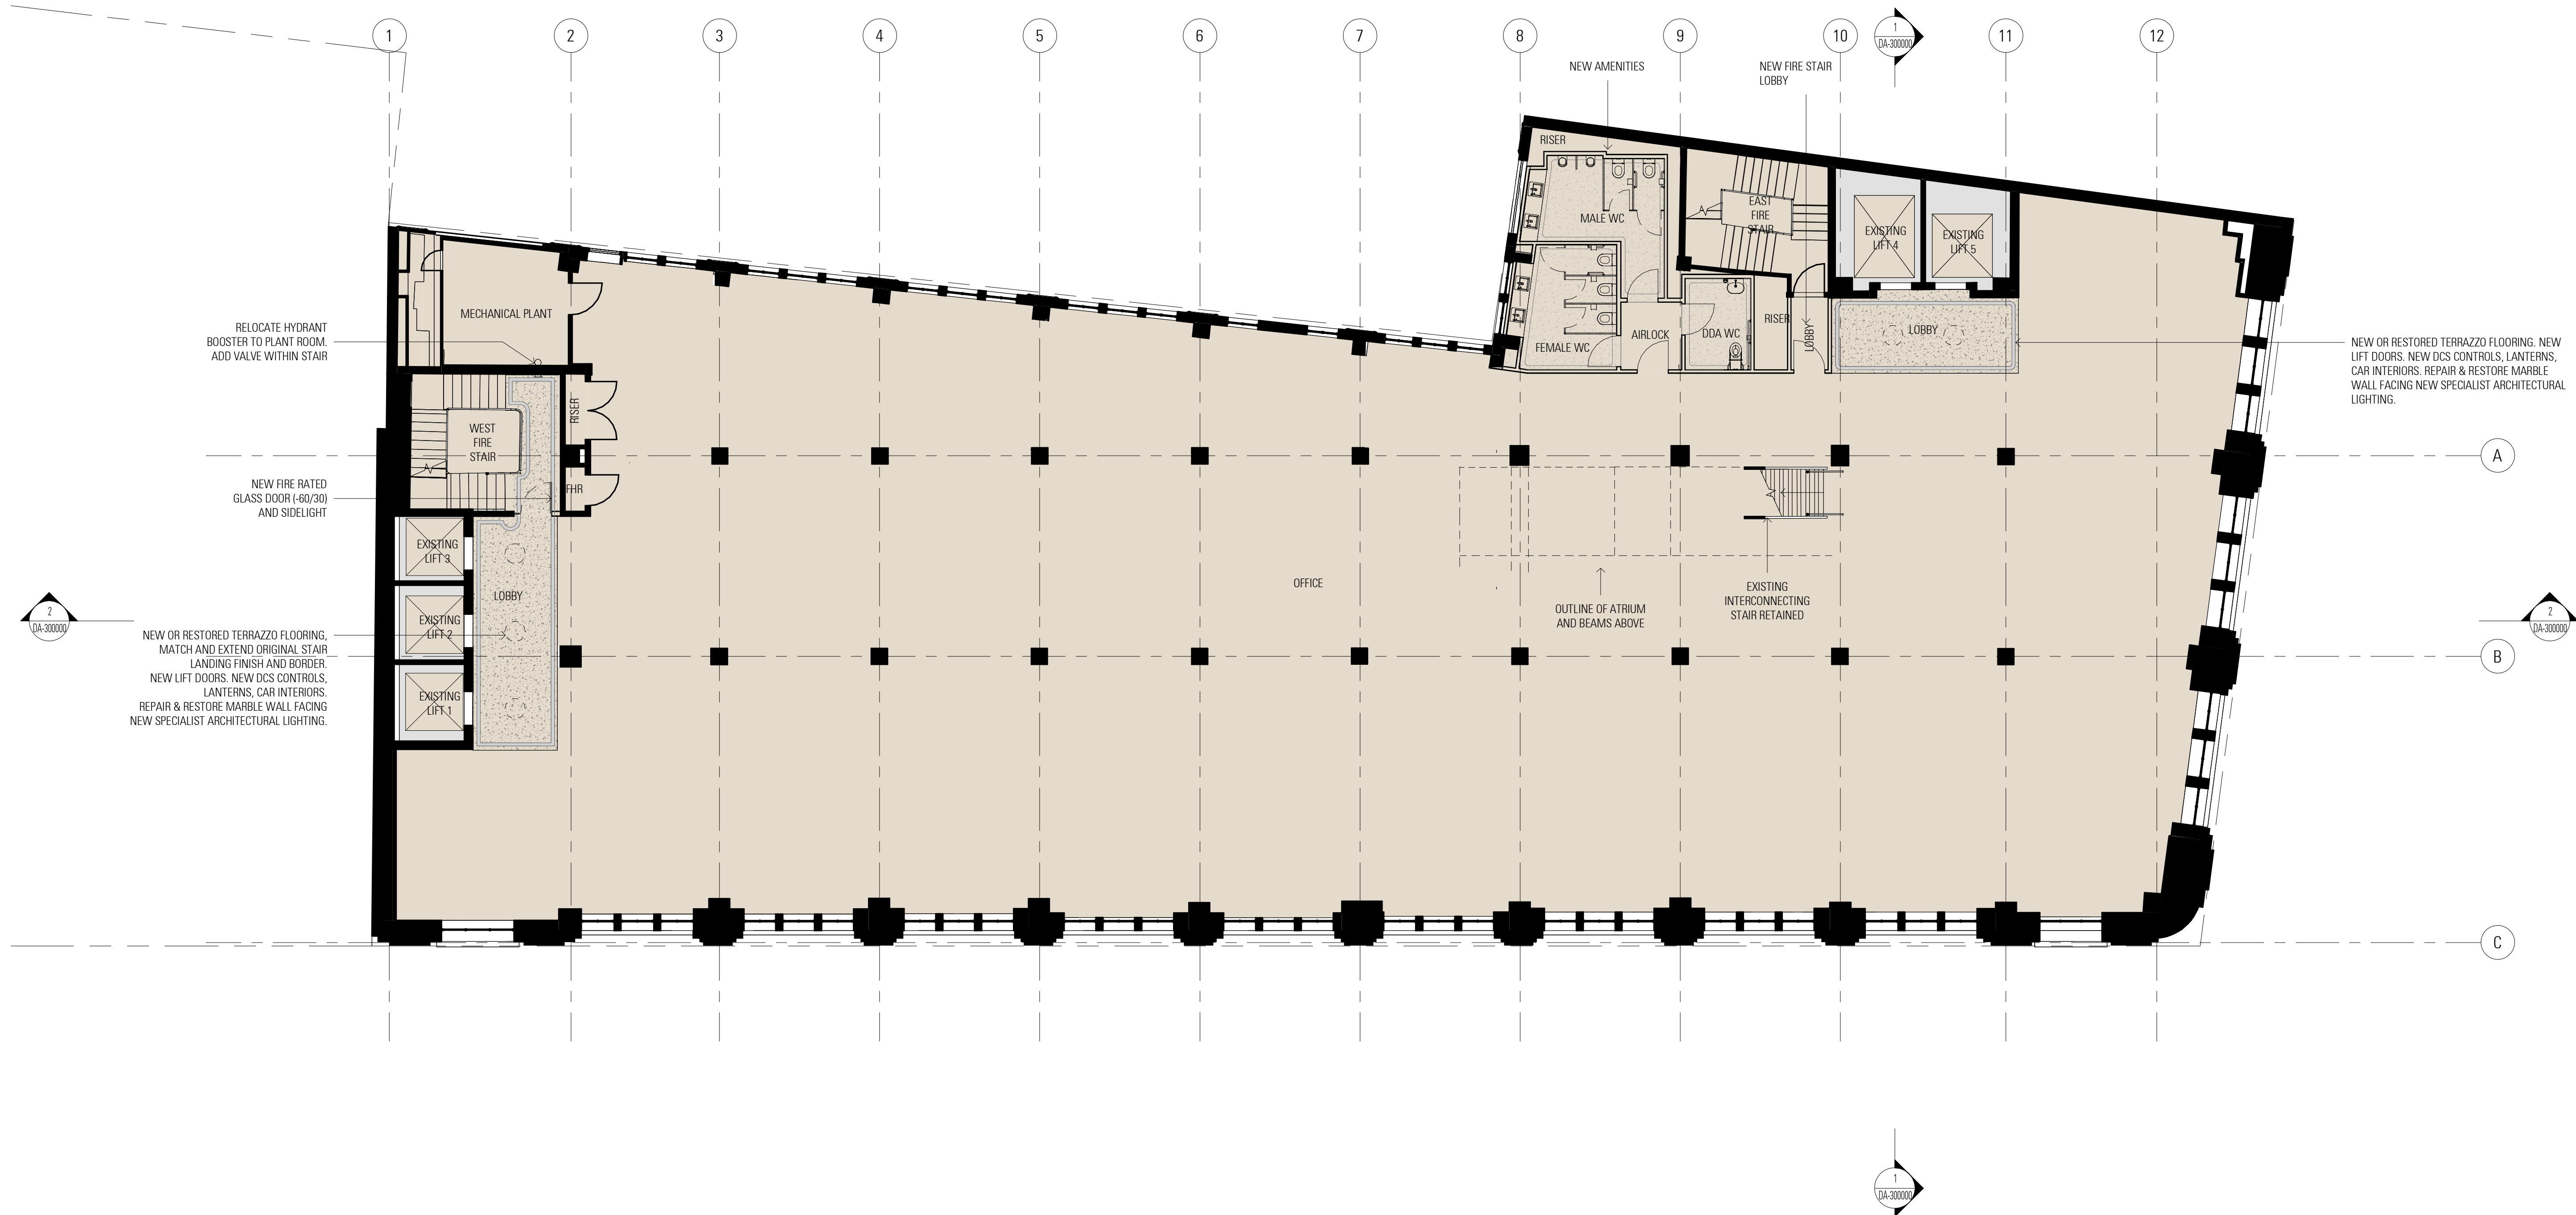 1
2
3
4
5
6
7
8
9
10
11
12
1
DA-300000
NEW AMENITIES
NEW FIRE STAIR
LOBBY
RISER
MALE WC
EAST
FIRE
STAIR
EXISTING
LIFT 4
EXISTING
LIFT 5
MECHANICAL PLANT
RELOCATE HYDRANT
BOOSTER TO PLANT ROOM.
ADD VALVE WITHIN STAIR
FEMALE WC
AIRLOCK
DDA WC
RISER
LOBBY
LOBBY
NEW OR RESTORED TERRAZZO FLOORING. NEW
LIFT DOORS. NEW DCS CONTROLS, LANTERNS,
CAR INTERIORS. REPAIR & RESTORE MARBLE
WALL FACING NEW SPECIALIST ARCHITECTURAL
LIGHTING.
RISER
WEST
FIRE
STAIR
A
NEW FIRE RATED
GLASS DOOR (-60/30)
AND SIDELIGHT
FHR
EXISTING
LIFT 3
LOBBY
OFFICE
OUTLINE OF ATRIUM
AND BEAMS ABOVE
EXISTING
INTERCONNECTING
STAIR RETAINED
2
DA-300000
2
DA-300000
EXISTING
LIFT 2
NEW OR RESTORED TERRAZZO FLOORING,
MATCH AND EXTEND ORIGINAL STAIR
LANDING FINISH AND BORDER.
NEW LIFT DOORS. NEW DCS CONTROLS,
LANTERNS, CAR INTERIORS.
REPAIR & RESTORE MARBLE WALL FACING
NEW SPECIALIST ARCHITECTURAL LIGHTING.
B
EXISTING
LIFT 1
C
1
DA-300000